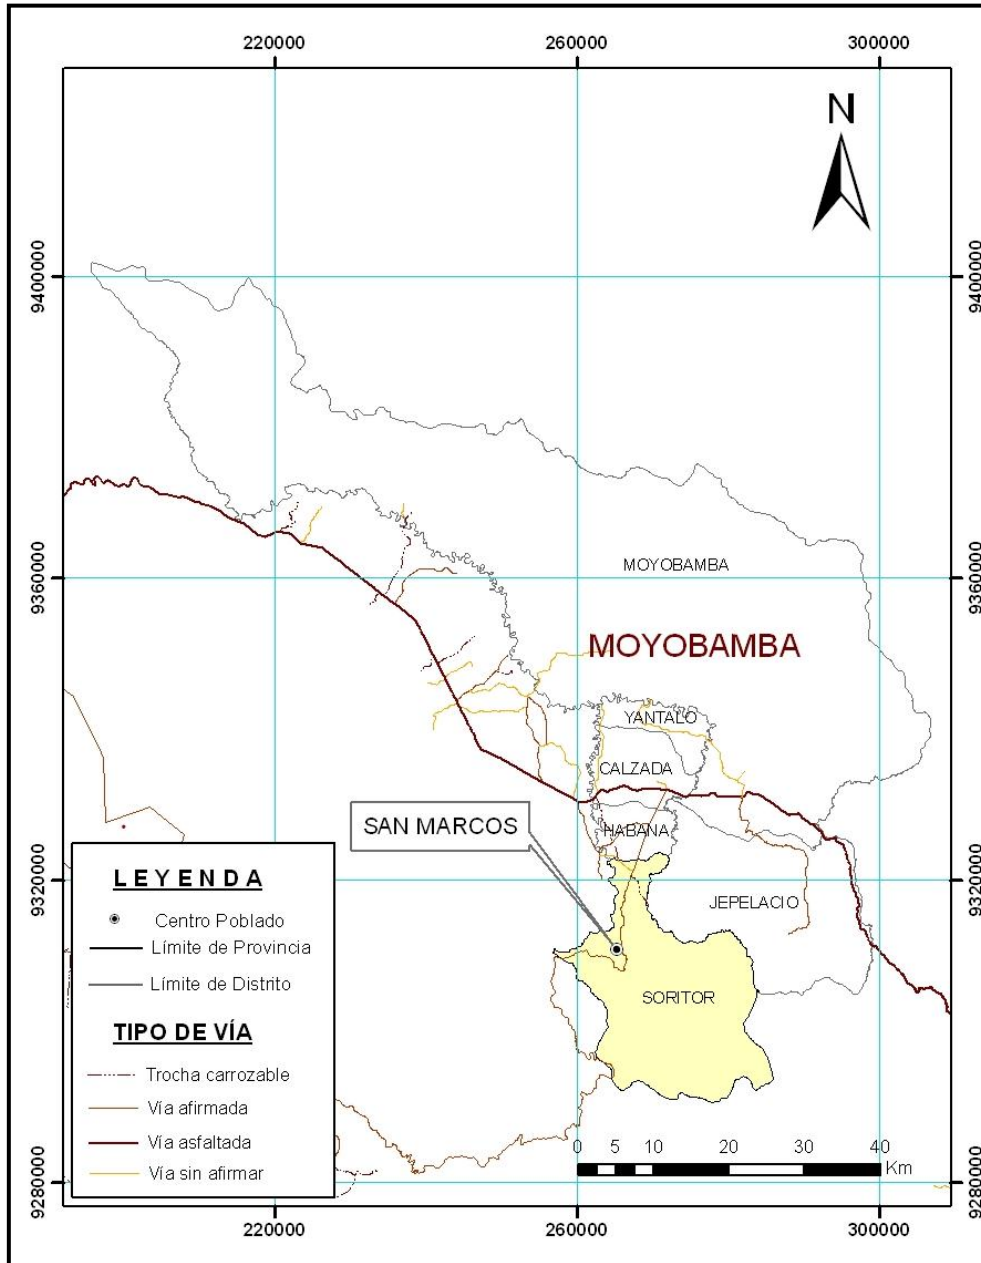 220000 260000 300000
N
9400000 9400000
9360000 9360000
MOYOBAMBA
MOYOBAMBA
YANTALO
CALZADA
SAN MARCOS
HABANA
9320000 9320000
JEPELACIO
SORITOR
LEYENDA
Centro Poblado
Límite de Provincia
Límite de Distrito
TIPO DE VÍA
Trocha carrozable
Vía afirmada
Vía asfaltada
Vía sin afirmar
0 5 10 20 30 40
Km
9280000 9280000
220000 260000 300000